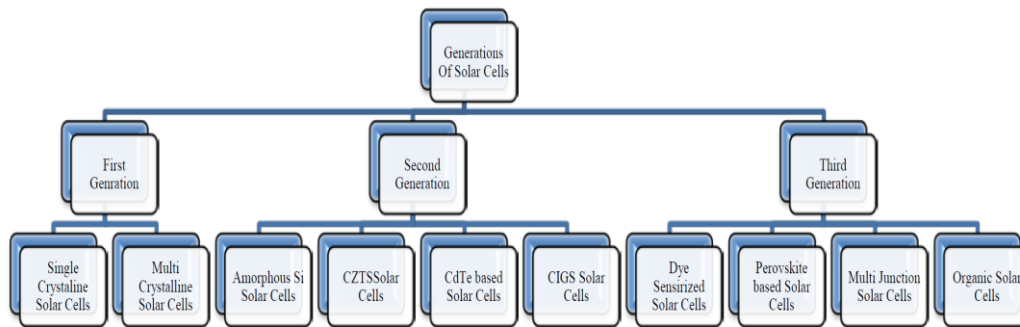 Generations
Of Solar Cells
First
Genration
Second
Generation
Third
Generation
Single
Crystaline
Solar Cells
Multi
Crystalline
Solar Cells
Amorphous Si
Solar Cells
CZTSSolar
Cells
CdTe based
Solar Cells
CIGS Solar
Cells
Dye
Sensirized
Solar Cells
Perovskite
based Solar
Cells
Multi Junction
Solar Cells
Organic Solar
Cells